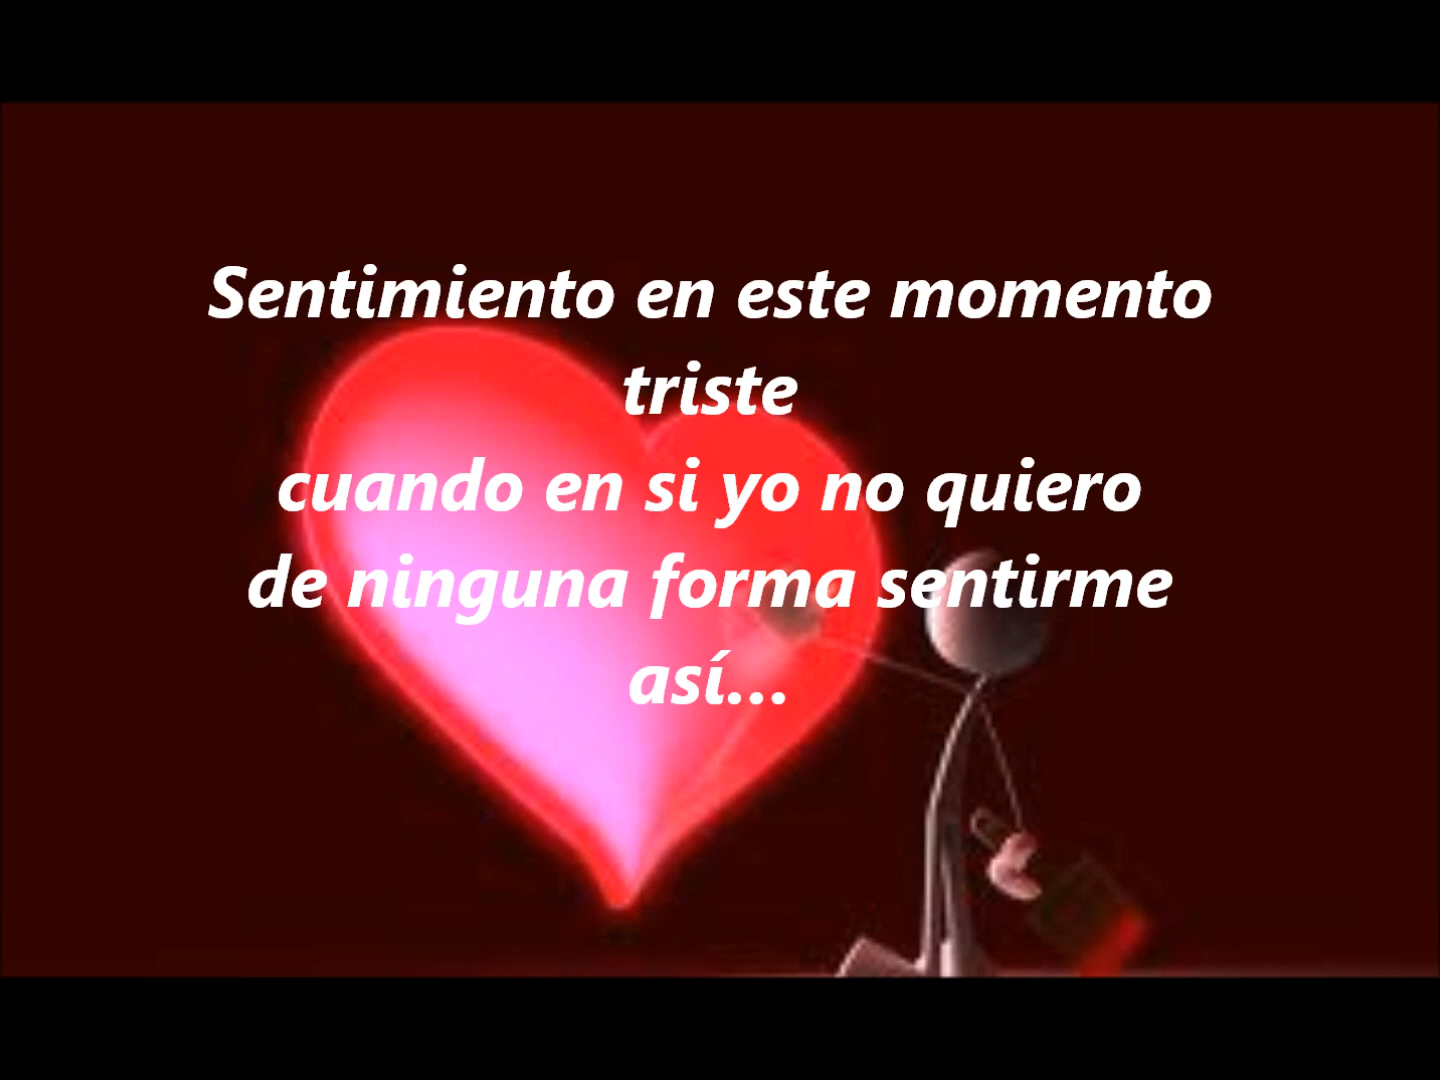 Sentimiento en este momento
triste
cuando en si yo no quiero
de ninguna forma sentirme
así...